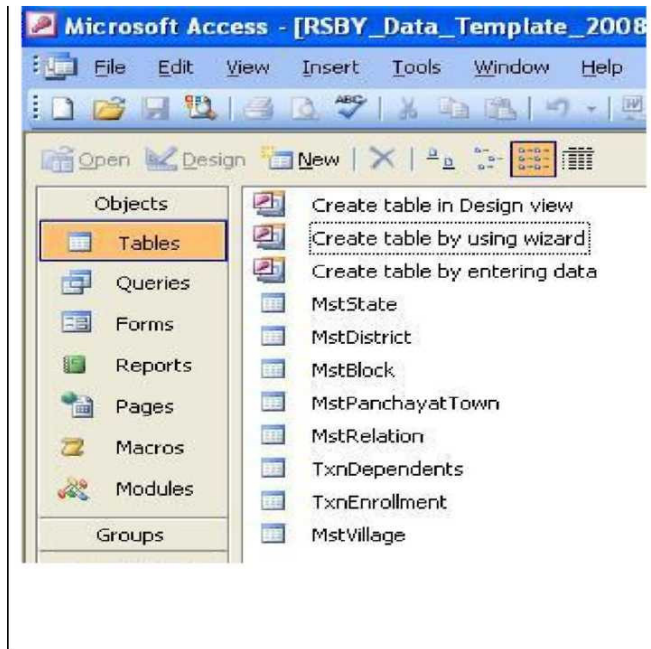 Microsoft Access - [RSBY_Data_Template_2008
File Edit View Insert Tools Window Help
Open Design New
Objects
Tables
Queries
Forms
Reports
Pages
Macros
Modules
Groups
Create table in Design view
Create table by using wizard
Create table by entering data
MstState
MstDistrict
MstBlock
MstPanchayatTown
MstRelation
TxnDependents
TxnEnrollment
MstVillage